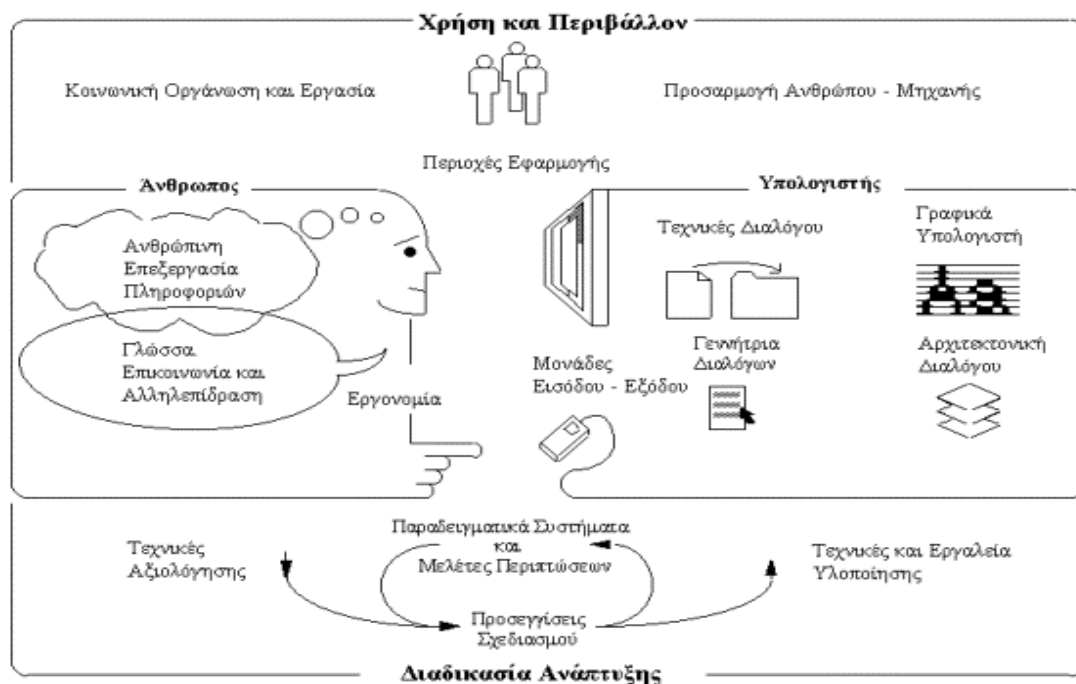 Χρήση και Περιβάλλον
Κοινωνική Οργάνωση και Εργασία
Προσαρμογή Ανθρώπου - Μηχανής
Περιοχές Εφαρμογής
Άνθρωπος
Υπολογιστής
Ανθρώπινη
Επεξεργασία
Πληροφοριών
Γλώσσα
Επικοινωνία και
Αλληλεπίδραση
Εργονομία
Τεχνικές Διαλόγου
Γραφικά
Υπολογιστή
Μονάδες
Εισόδου - Εξόδου
Γεννήτρια
Διαλόγων
Αρχιτεκτονική
Διαλόγου
Τεχνικές
Αξιολόγησης
Παραδειγματικά Συστήματα
και
Μελέτες Περιπτώσεων
Τεχνικές και Εργαλεία
Υλοποίησης
Προσεγγίσεις
Σχεδιασμού
Διαδικασία Ανάπτυξης